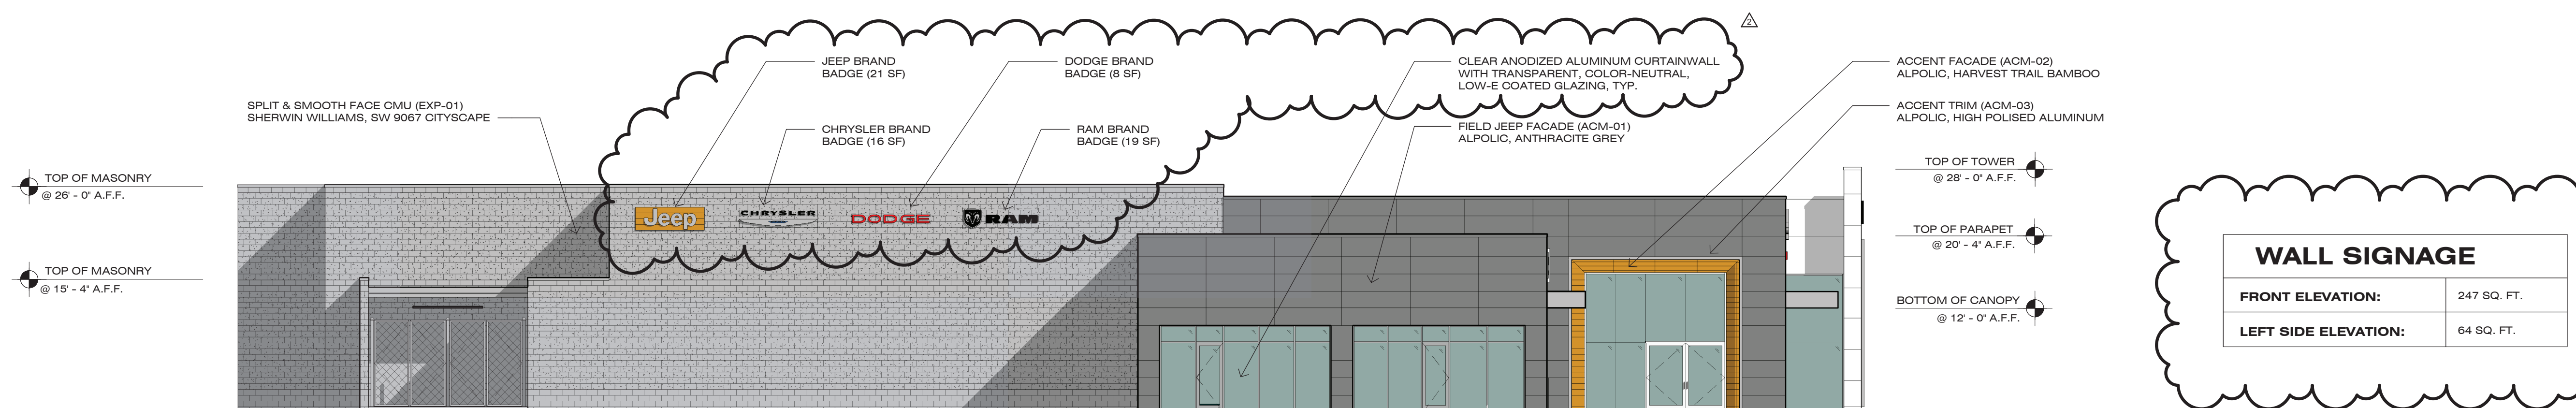 2
JEEP BRAND
BADGE (21 SF)
DODGE BRAND
BADGE (8 SF)
CLEAR ANODIZED ALUMINUM CURTAINWALL
WITH TRANSPARENT, COLOR-NEUTRAL,
LOW-E COATED GLAZING, TYP.
ACCENT FACADE (ACM-02)
ALPOLIC, HARVEST TRAIL BAMBOO
SPLIT & SMOOTH FACE CMU (EXP-01)
SHERWIN WILLIAMS, SW 9067 CITYSCAPE
CHRYSLER BRAND
BADGE (16 SF)
RAM BRAND
BADGE (19 SF)
FIELD JEEP FACADE (ACM-01)
ALPOLIC, ANTHRACITE GREY
ACCENT TRIM (ACM-03)
ALPOLIC, HIGH POLISED ALUMINUM
TOP OF MASONRY
@ 26' - 0" A.F.F.
TOP OF MASONRY
@ 15' - 4" A.F.F.
Jeep
CHRYSLER
DODGE
RAM
TOP OF TOWER
@ 28' - 0" A.F.F.
TOP OF PARAPET
@ 20' - 4" A.F.F.
BOTTOM OF CANOPY
@ 12' - 0" A.F.F.
WALL SIGNAGE
FRONT ELEVATION: 247 SQ. FT.
LEFT SIDE ELEVATION: 64 SQ. FT.